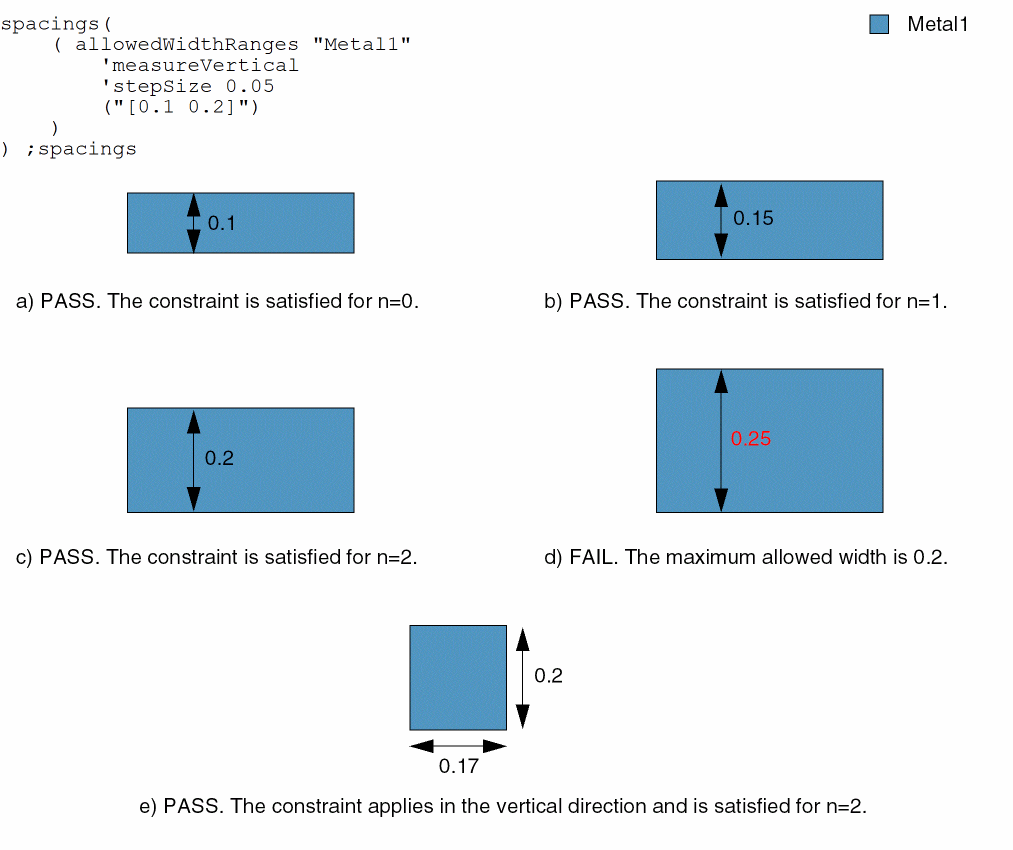 spacings(
( allowedWidthRanges "Metal1"
'measureVertical
'stepSize 0.05
("[0.1 0.2]")
)
) ;spacings
Metal1
0.1
0.15
a) PASS. The constraint is satisfied for n=0.
b) PASS. The constraint is satisfied for n=1.
0.2
0.25
c) PASS. The constraint is satisfied for n=2.
d) FAIL. The maximum allowed width is 0.2.
0.2
0.17
e) PASS. The constraint applies in the vertical direction and is satisfied for n=2.